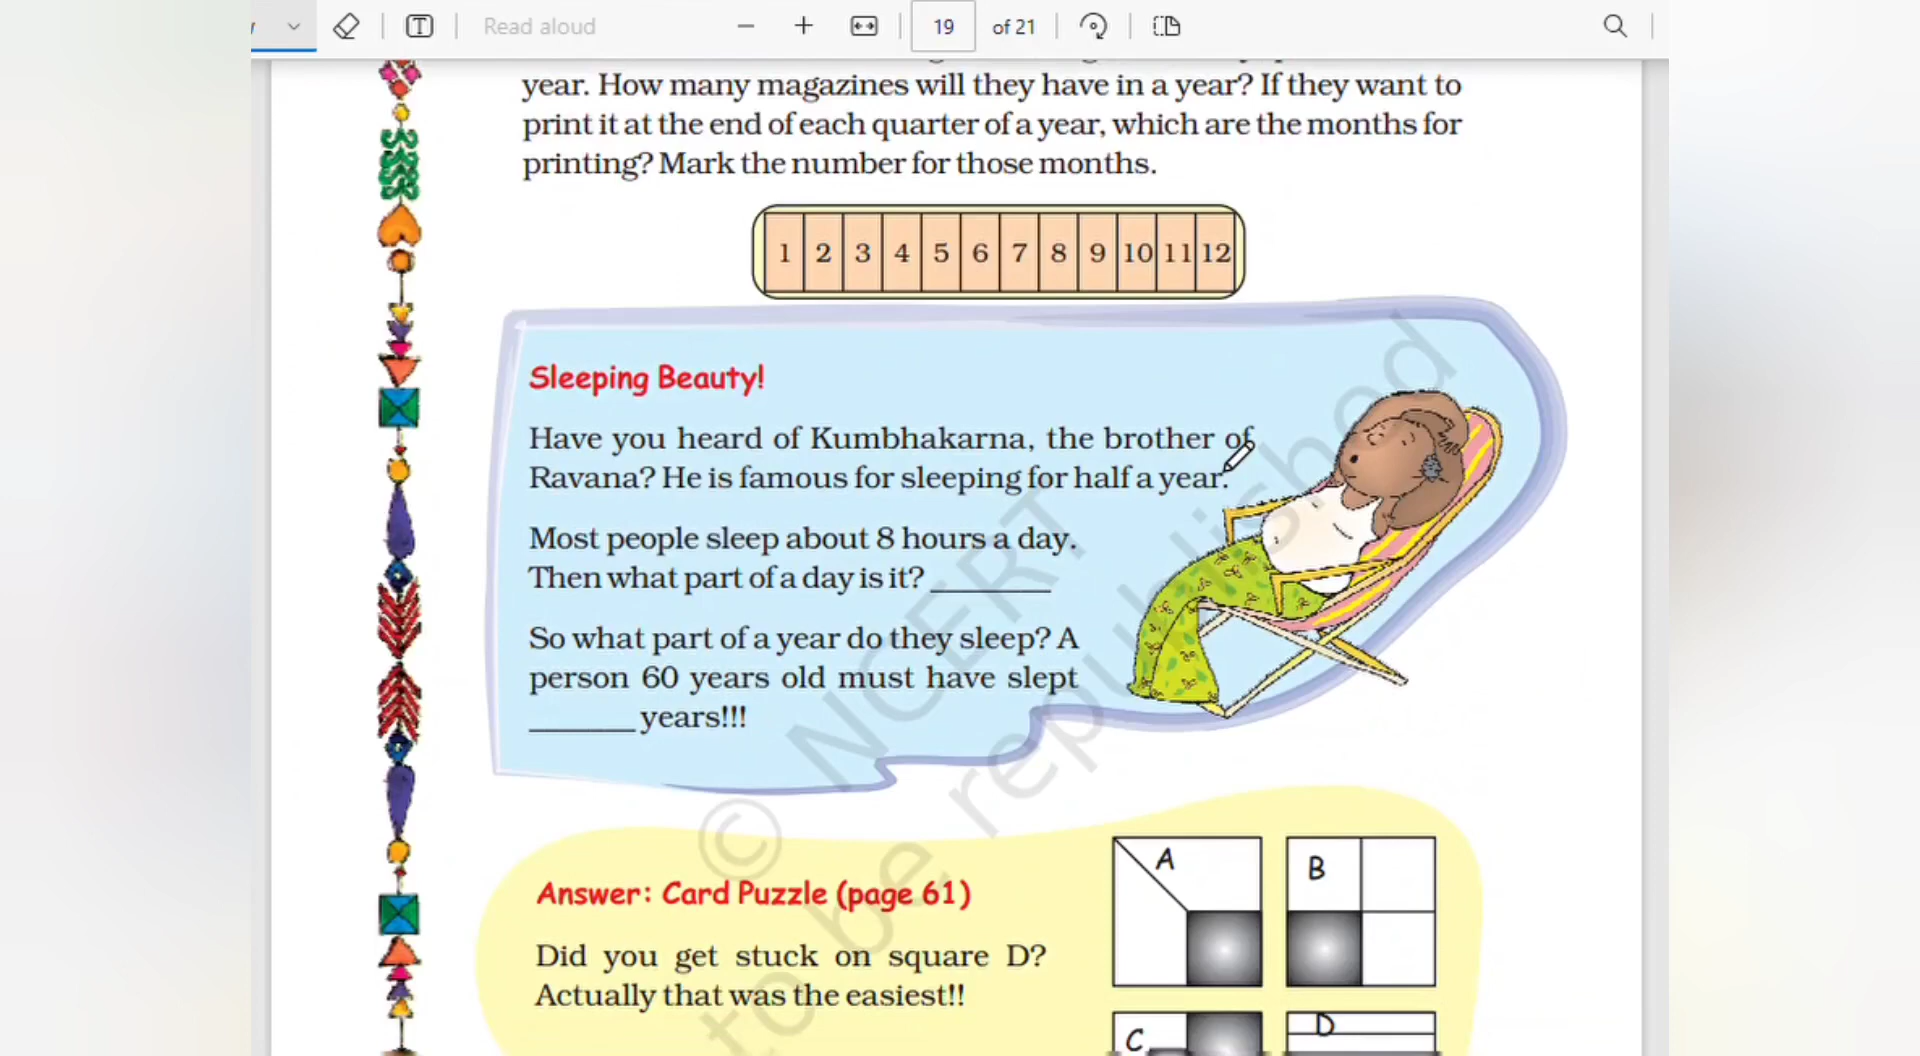 Read aloud
19 of 21
year. How many magazines will they have in a year? If they want to
print it at the end of each quarter of a year, which are the months for
printing? Mark the number for those months.
1 2 3 4 5 6 7 8 9 10 11 12
Sleeping Beauty!
Have you heard of Kumbhakarna, the brother of
Ravana? He is famous for sleeping for half a year.
Most people sleep about 8 hours a day.
Then what part of a day is it? ________
So what part of a year do they sleep? A
person 60 years old must have slept
_______ years!!!
© NCERT
to be republished
Answer: Card Puzzle (page 61)
Did you get stuck on square D?
Actually that was the easiest!!
A
B
C
D